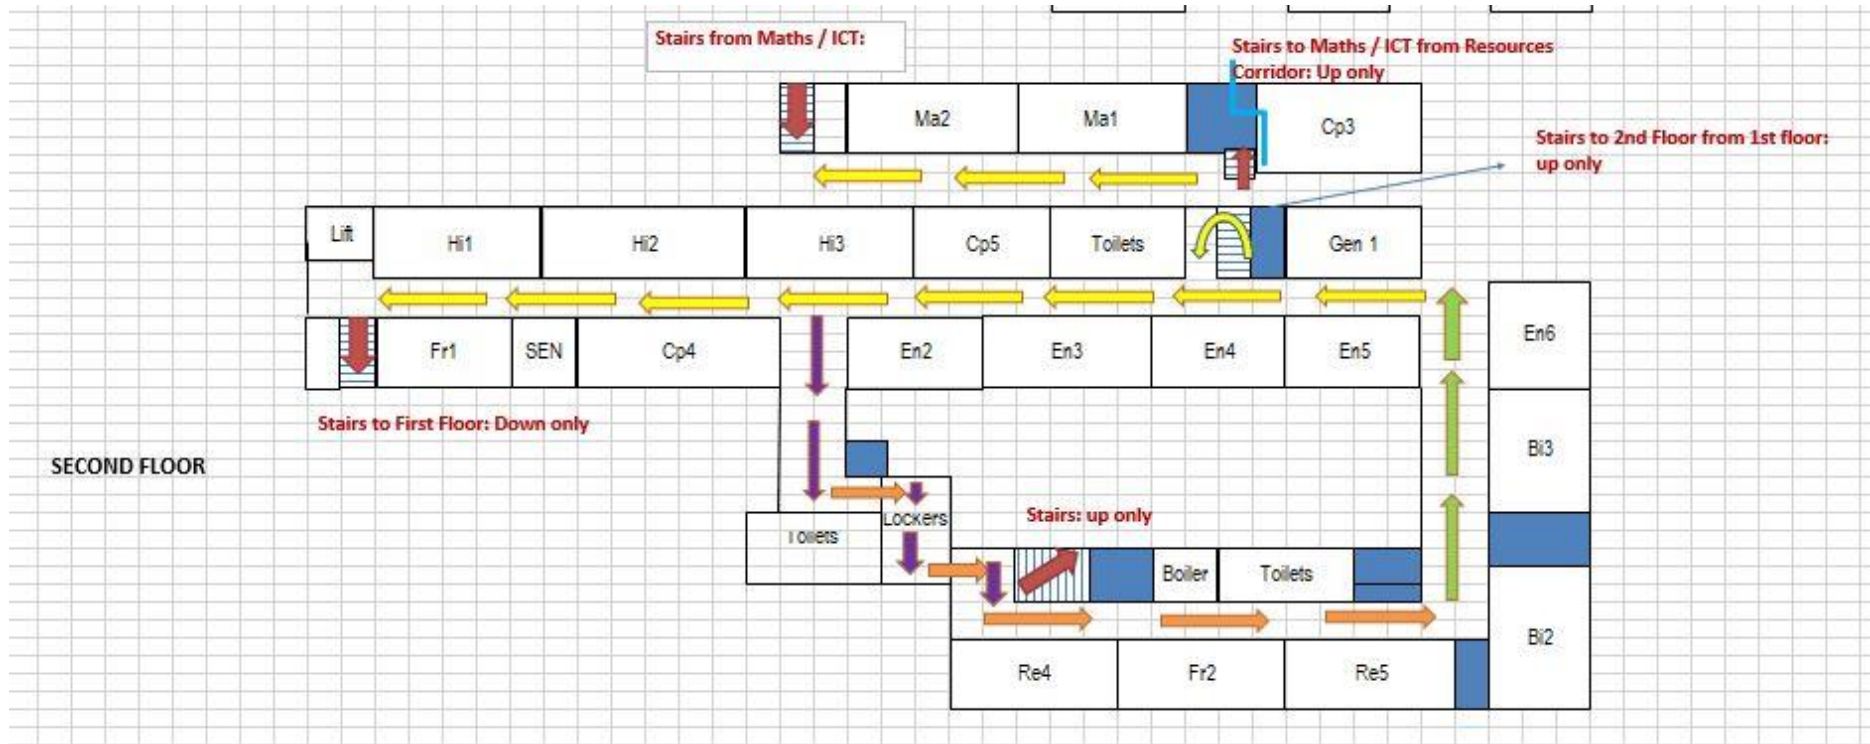 Stairs from Maths / ICT:
Stairs to Maths / ICT from Resources
Corridor: Up only
Ma2
Ma1
Cp3
Stairs to 2nd Floor from 1st floor:
up only
Lift
Hi1
Hi2
Hi3
Cp5
Toilets
Gen 1
Fr1
SEN
Cp4
En2
En3
En4
En5
En6
Stairs to First Floor: Down only
SECOND FLOOR
Bi3
Lockers
Toilets
Stairs: up only
Boiler
Toilets
Bi2
Re4
Fr2
Re5